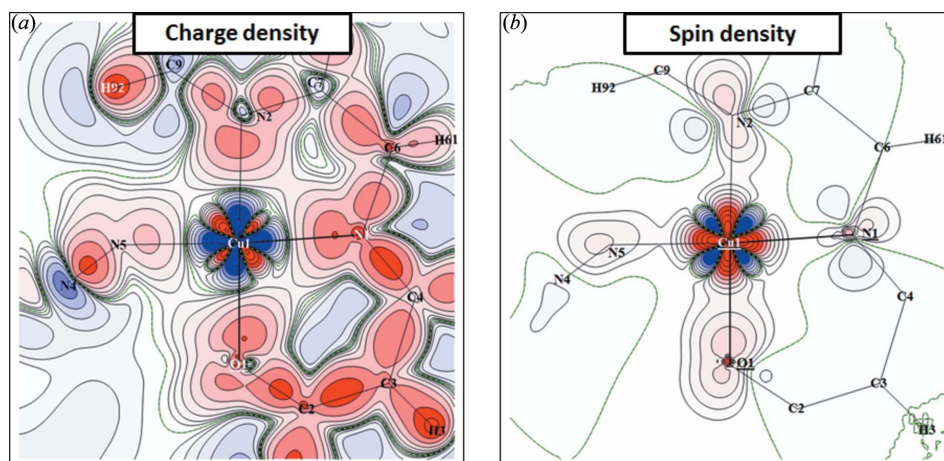 (a)
Charge density
C9
H92
C7
N2
H61
C6
N5
Cu1
N4
C4
O1
C3
C2
H3
(b)
Spin density
C9
H92
C7
N2
H61
C6
N5
Cu1
N1
N4
C4
O1
C3
C2
H3